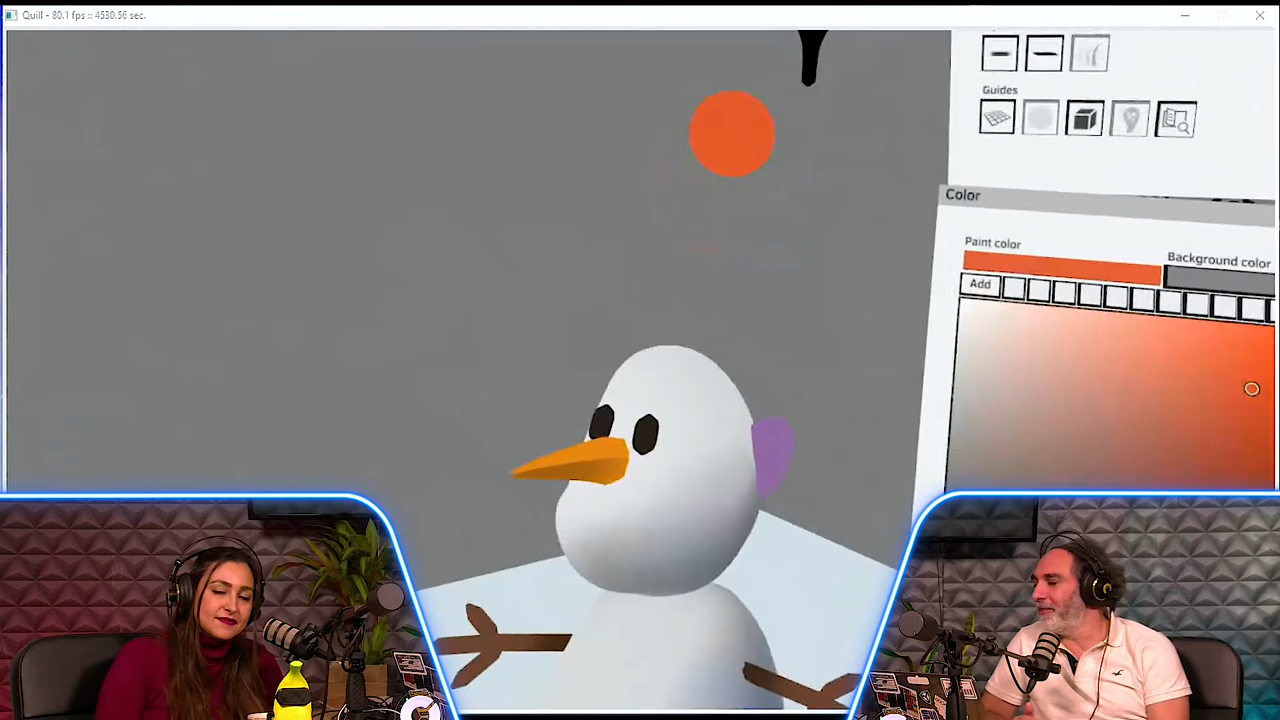 Quill - 80.1 fps :: 4530.56 sec.
Guides
Color
Paint color
Background color
Add